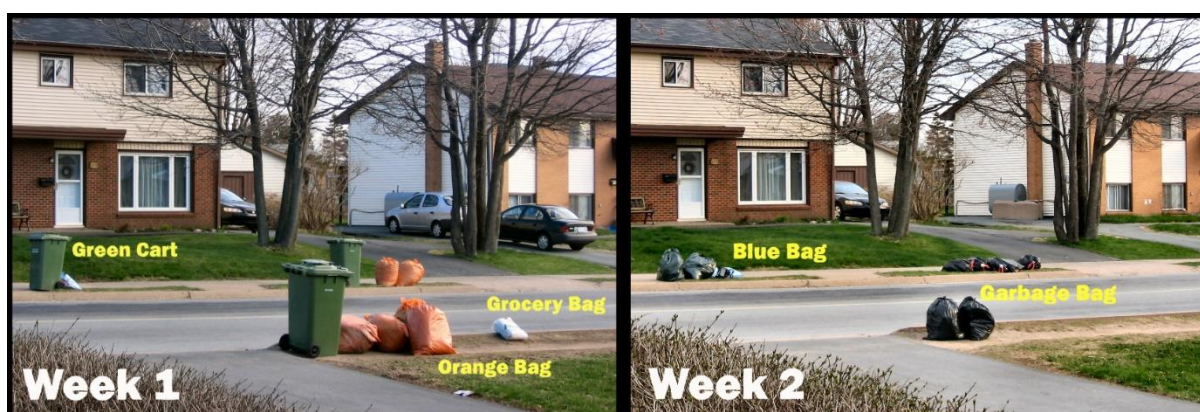 Green Cart
Grocery Bag
Orange Bag
Week 1
Blue Bag
Garbage Bag
Week 2